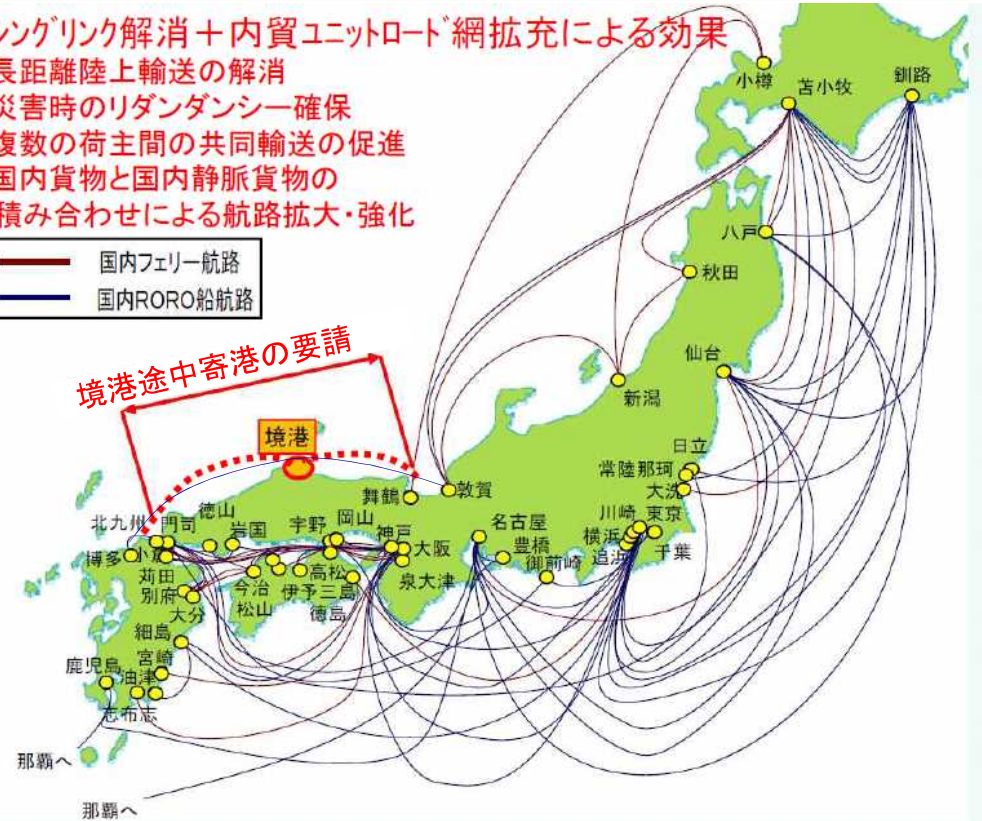 シングリンク解消＋内貿ユニットロード網拡充による効果
長距離陸上輸送の解消
災害時のリダンダンシー確保
複数の荷主間の共同輸送の促進
国内貨物と国内静脈貨物の
積み合わせによる航路拡大・強化
国内フェリー航路
国内RORO船航路
境港途中寄港の要請
境港
小樽
苫小牧
釧路
八戸
秋田
仙台
新潟
日立
常陸那珂
大洗
敦賀
舞鶴
川崎
東京
横浜
追浜
千葉
名古屋
豊橋
御前崎
北九州
門司
徳山
岩国
宇野
岡山
神戸
大阪
泉大津
博多
小倉
苅田
別府
大分
今治
松山
伊予三島
高松
徳島
細島
宮崎
鹿児島
油津
志布志
那覇へ
那覇へ